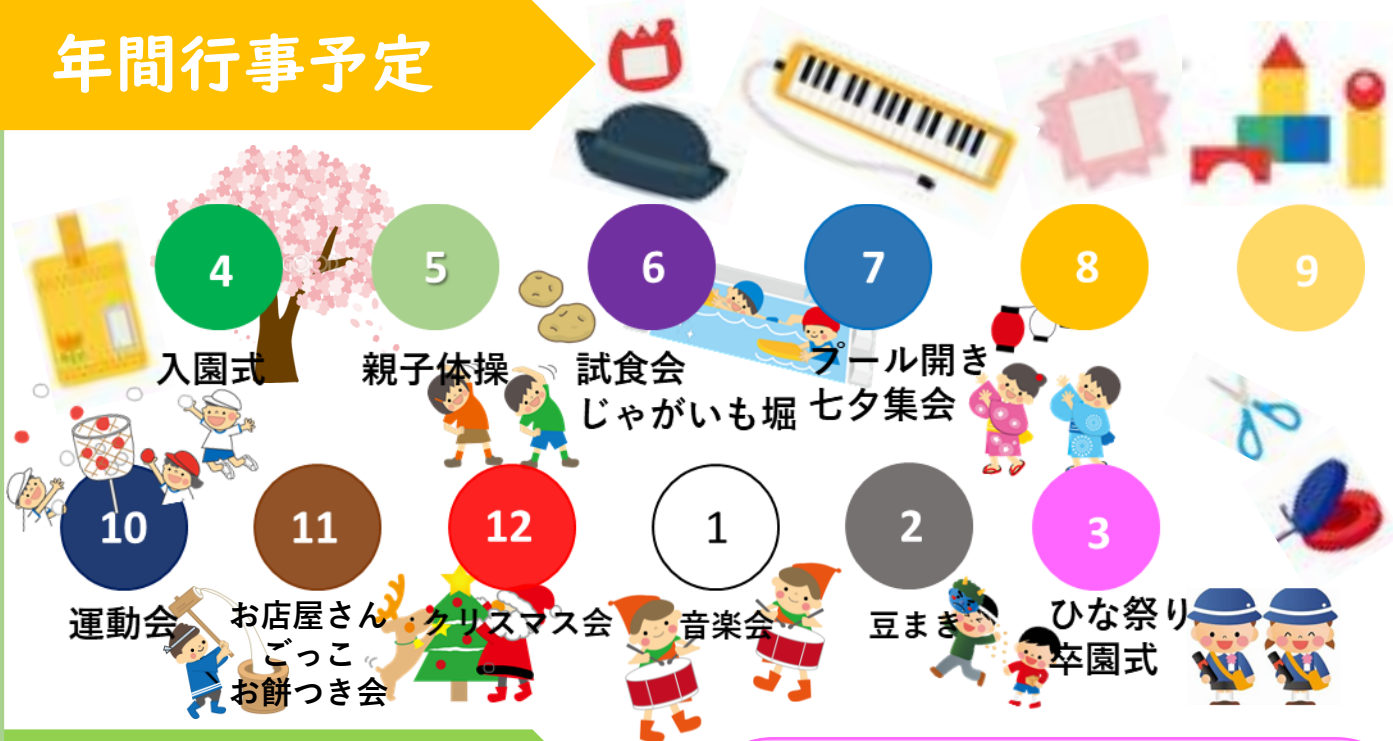 年間行事予定
4
5
6
7
8
9
入園式
親子体操
試食会
じゃがいも堀
プール開き
七夕集会
10
11
12
1
2
3
運動会
お店屋さん
ごっこ
お餅つき会
クリスマス会
音楽会
豆まき
ひな祭り
卒園式